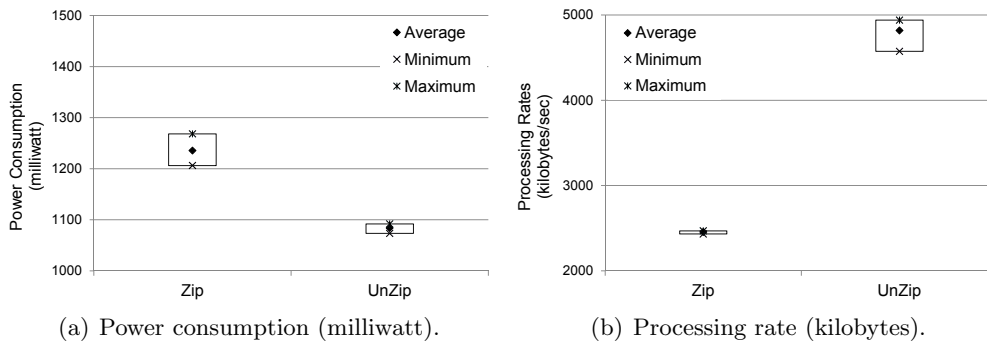 Power Consumption
(milliwatt)
1500
1400
1300
1200
1100
1000
Average
Minimum
Maximum
Zip
UnZip
(a) Power consumption (milliwatt).
Processing Rates
(kilobytes/sec)
5000
4000
3000
2000
Average
Minimum
Maximum
Zip
UnZip
(b) Processing rate (kilobytes).